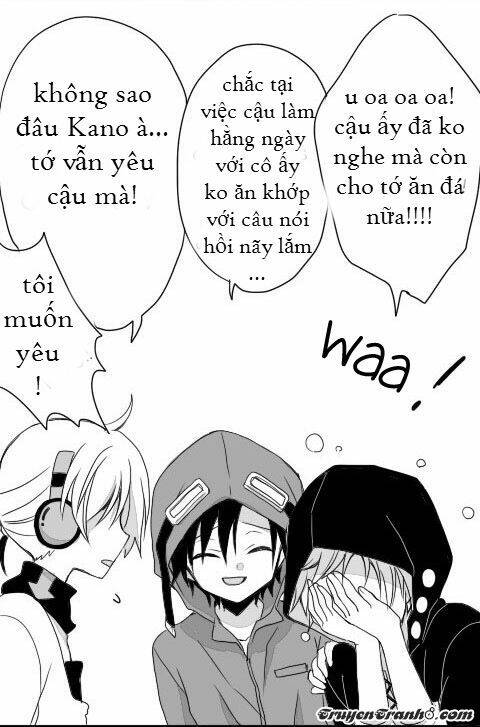 u oa oa oa!
cậu ấy đã ko
nghe mà còn
cho tớ ăn đá
nữa!!!!
chắc tại
việc cậu làm
hằng ngày
với cô ấy
ko ăn khớp
với câu nói
hồi nãy lắm
...
không sao
đâu Kano à...
tớ vẫn yêu
cậu mà!
tôi
muốn
yêu
!
waa!
TruyenTranh8.com